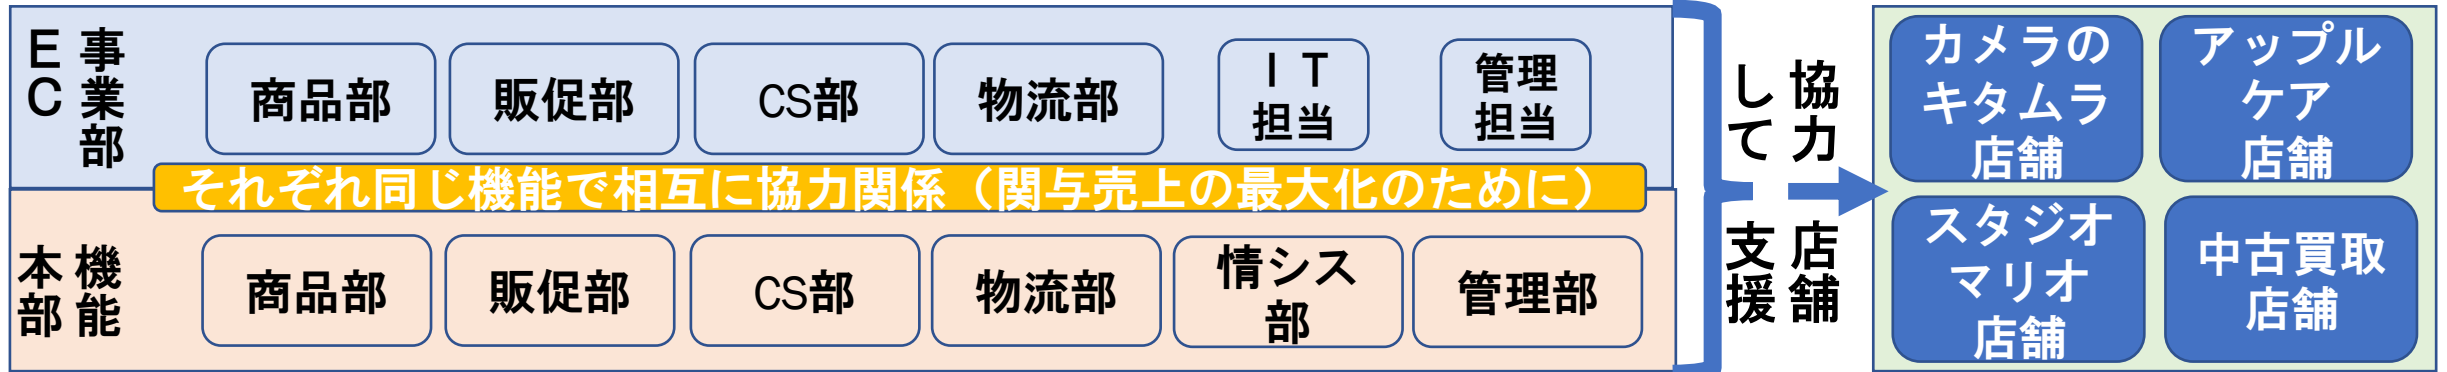 ＥＣ
事業部
商品部
販促部
CS部
物流部
ＩＴ
担当
管理
担当
それぞれ同じ機能で相互に協力関係（関与売上の最大化のために）
機能
本部
商品部
販促部
CS部
物流部
情シス
部
管理部
協力
して
店舗
支援
カメラの
キタムラ
店舗
アップル
ケア
店舗
スタジオ
マリオ
店舗
中古買取
店舗